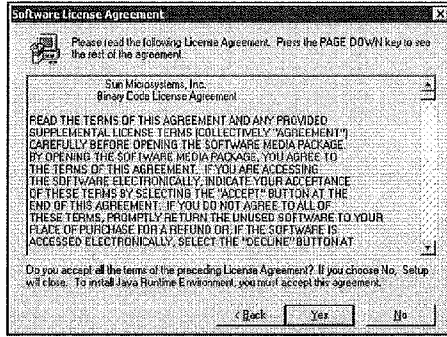 Software License Agreement
Please read the following License Agreement. Press the PAGE DOWN key to see
the rest of the agreement.
Sun Microsystems, Inc.
Binary Code License Agreement
READ THE TERMS OF THIS AGREEMENT AND ANY PROVIDED
SUPPLEMENTAL LICENSE TERMS (COLLECTIVELY "AGREEMENT")
CAREFULLY BEFORE OPENING THE SOFTWARE MEDIA PACKAGE.
BY OPENING THE SOFTWARE MEDIA PACKAGE, YOU AGREE TO
THE TERMS OF THIS AGREEMENT. IF YOU ARE ACCESSING
THE SOFTWARE ELECTRONICALLY, INDICATE YOUR ACCEPTANCE
OF THESE TERMS BY SELECTING THE "ACCEPT" BUTTON AT THE
END OF THIS AGREEMENT. IF YOU DO NOT AGREE TO ALL OF
THESE TERMS, PROMPTLY RETURN THE UNUSED SOFTWARE TO YOUR
PLACE OF PURCHASE FOR A REFUND OR, IF THE SOFTWARE IS
ACCESSED ELECTRONICALLY, SELECT THE "DECLINE" BUTTON AT
Do you accept all the terms of the preceding License Agreement? If you choose No, Setup
will close. To install Java Runtime Environment, you must accept this agreement.
< Back Yes No